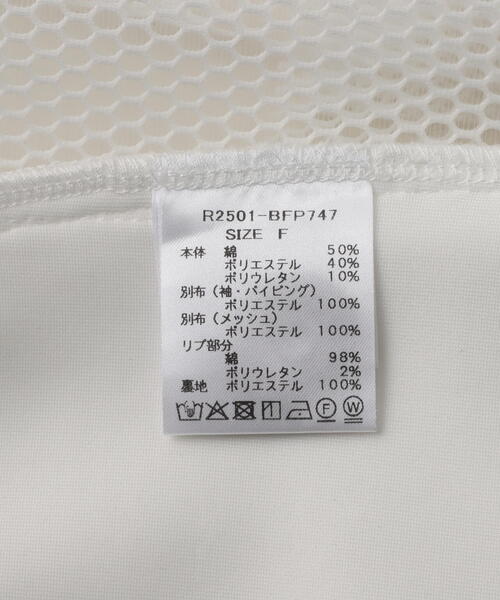 R2501-BFP747
SIZE F
本体 綿 50%
ポリエステル 40%
ポリウレタン 10%
別布(袖・パイピング)
ポリエステル 100%
別布(メッシュ)
ポリエステル 100%
リブ部分
綿 98%
ポリウレタン 2%
裏地 ポリエステル 100%
F W